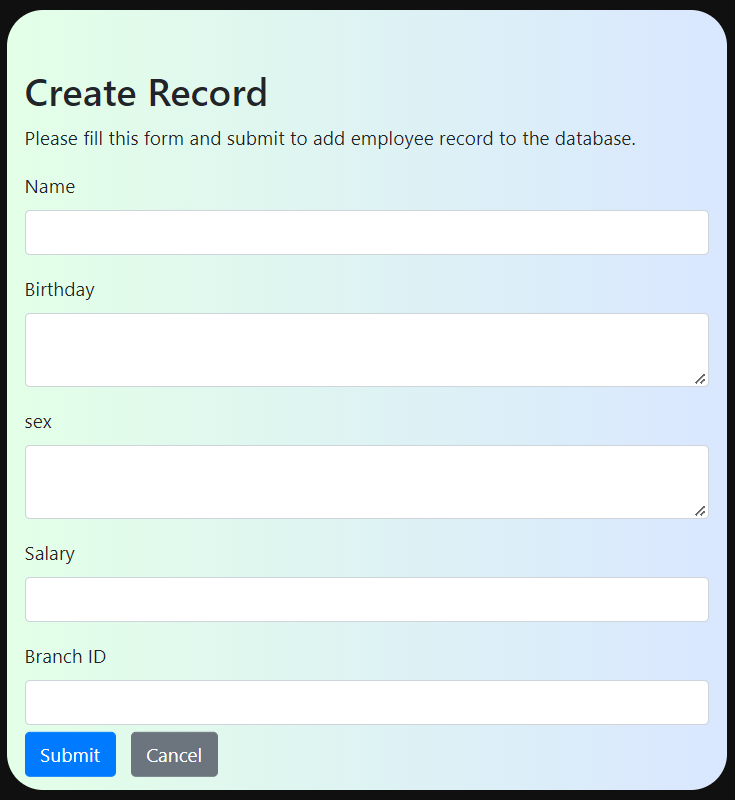 Create Record
Please fill this form and submit to add employee record to the database.
Name
Birthday
sex
Salary
Branch ID
Submit Cancel